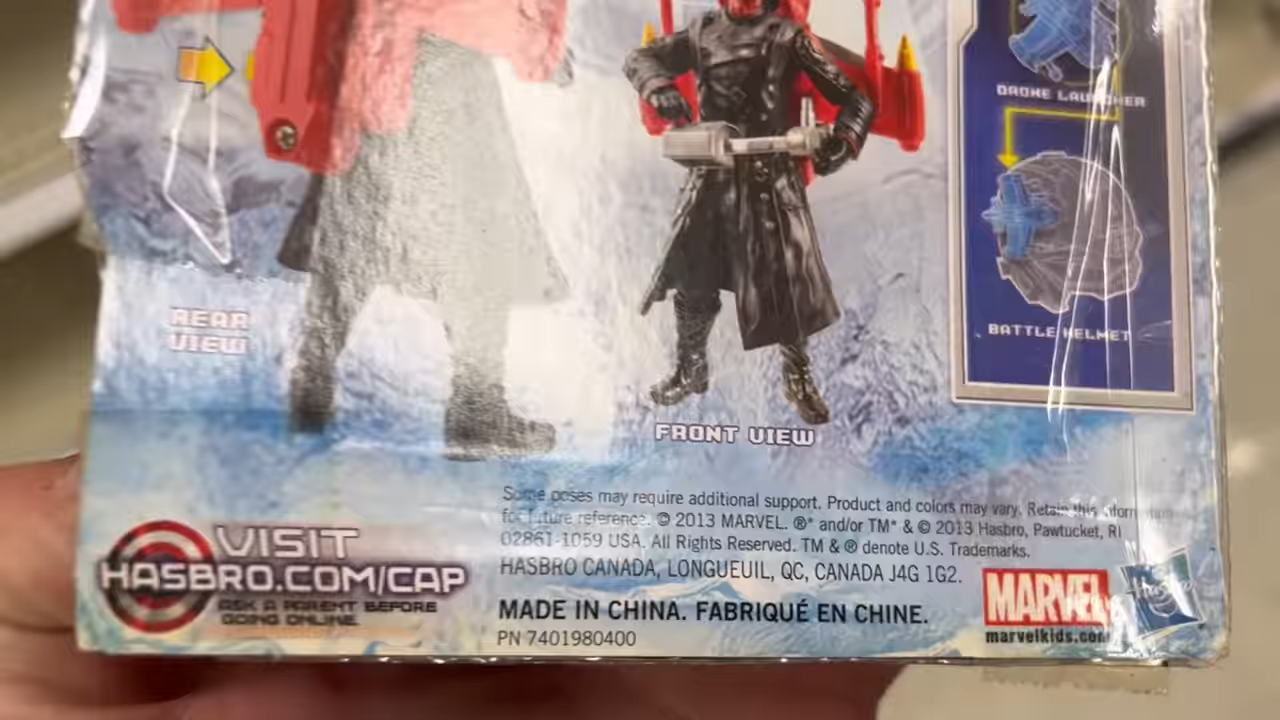 DRONE LAUNCHER
BATTLE HELMET
REAR
VIEW
FRONT VIEW
Some poses may require additional support. Product and colors may vary. Retain this information
for future reference. © 2013 MARVEL. ®* and/or TM* & © 2013 Hasbro, Pawtucket, RI
02861-1059 USA. All Rights Reserved. TM & ® denote U.S. Trademarks.
HASBRO CANADA, LONGUEUIL, QC, CANADA J4G 1G2.
MADE IN CHINA. FABRIQUÉ EN CHINE.
PN 7401980400
VISIT
HASBRO.COM/CAP
ASK A PARENT BEFORE
GOING ONLINE.
MARVEL
marvelkids.com